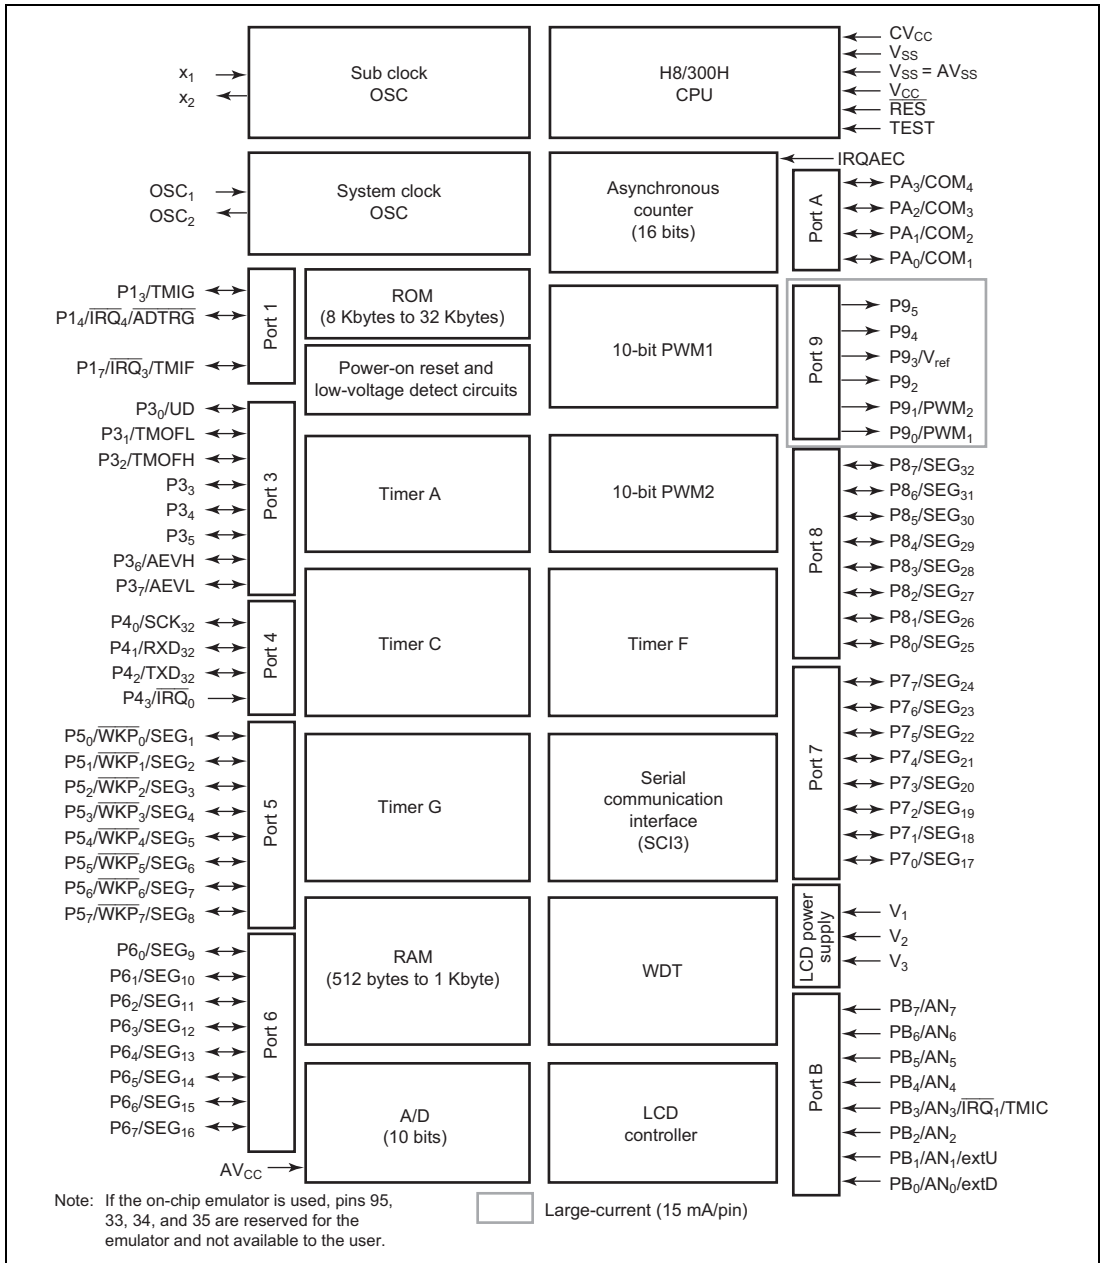 x1
x2
Sub clock
OSC
H8/300H
CPU
CVCC
VSS
VSS = AVSS
VCC
RES
TEST
OSC1
OSC2
System clock
OSC
Asynchronous
counter
(16 bits)
IRQAEC
Port A
PA3/COM4
PA2/COM3
PA1/COM2
PA0/COM1
P13/TMIG
P14/IRQ4/ADTRG
P17/IRQ3/TMIF
Port 1
ROM
(8 Kbytes to 32 Kbytes)
Power-on reset and
low-voltage detect circuits
10-bit PWM1
Port 9
P95
P94
P93/Vref
P92
P91/PWM2
P90/PWM1
P30/UD
P31/TMOFL
P32/TMOFH
P33
P34
P35
P36/AEVH
P37/AEVL
Port 3
Timer A
10-bit PWM2
Port 8
P87/SEG32
P86/SEG31
P85/SEG30
P84/SEG29
P83/SEG28
P82/SEG27
P81/SEG26
P80/SEG25
P40/SCK32
P41/RXD32
P42/TXD32
P43/IRQ0
Port 4
Timer C
Timer F
Port 7
P77/SEG24
P76/SEG23
P75/SEG22
P74/SEG21
P73/SEG20
P72/SEG19
P71/SEG18
P70/SEG17
P50/WKP0/SEG1
P51/WKP1/SEG2
P52/WKP2/SEG3
P53/WKP3/SEG4
P54/WKP4/SEG5
P55/WKP5/SEG6
P56/WKP6/SEG7
P57/WKP7/SEG8
Port 5
Timer G
Serial
communication
interface
(SCI3)
LCD power
supply
V1
V2
V3
P60/SEG9
P61/SEG10
P62/SEG11
P63/SEG12
P64/SEG13
P65/SEG14
P66/SEG15
P67/SEG16
Port 6
RAM
(512 bytes to 1 Kbyte)
WDT
Port B
PB7/AN7
PB6/AN6
PB5/AN5
PB4/AN4
PB3/AN3/IRQ1/TMIC
PB2/AN2
PB1/AN1/extU
PB0/AN0/extD
AVCC
A/D
(10 bits)
LCD
controller
Note: If the on-chip emulator is used, pins 95,
33, 34, and 35 are reserved for the
emulator and not available to the user.
Large-current (15 mA/pin)